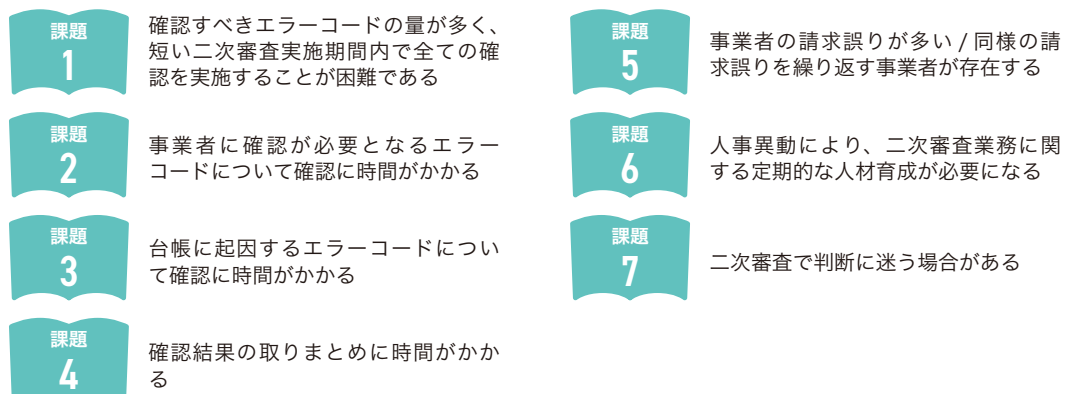 課題
1
確認すべきエラーコードの量が多く、
短い二次審査実施期間内で全ての確
認を実施することが困難である
課題
2
事業者に確認が必要となるエラー
コードについて確認に時間がかかる
課題
3
台帳に起因するエラーコードについ
て確認に時間がかかる
課題
4
確認結果の取りまとめに時間がかか
る
課題
5
事業者の請求誤りが多い / 同様の請
求誤りを繰り返す事業者が存在する
課題
6
人事異動により、二次審査業務に関
する定期的な人材育成が必要になる
課題
7
二次審査で判断に迷う場合がある